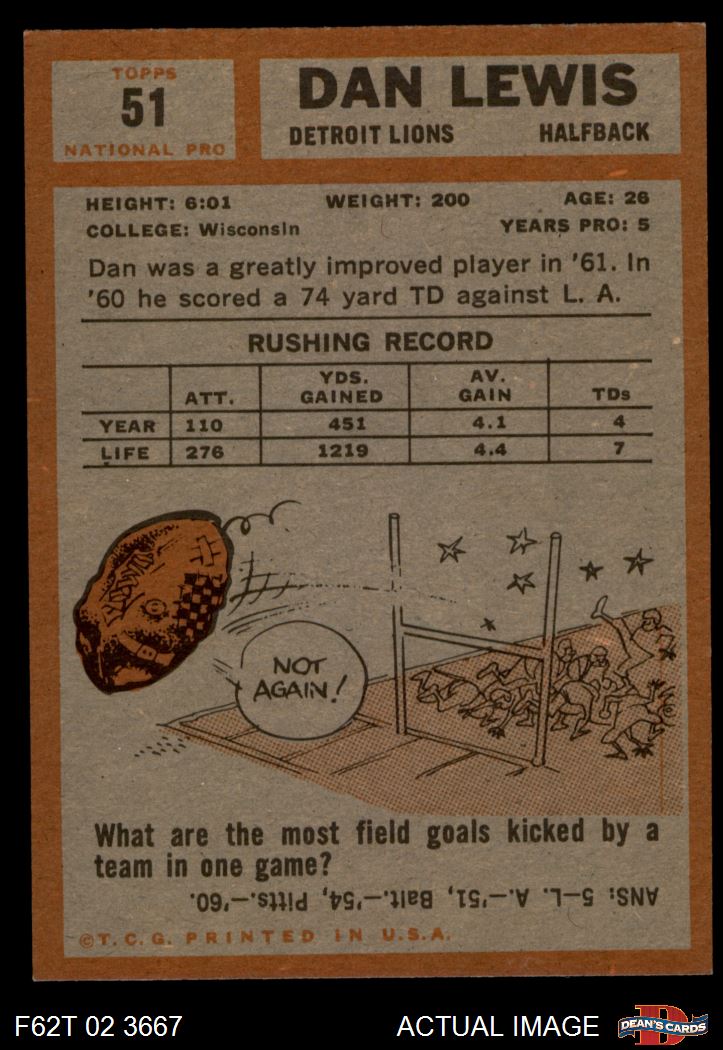 TOPPS
51
NATIONAL PRO
DAN LEWIS
DETROIT LIONS HALFBACK
HEIGHT: 6:01 WEIGHT: 200 AGE: 26
COLLEGE: Wisconsin YEARS PRO: 5
Dan was a greatly improved player in '61. In
'60 he scored a 74 yard TD against L. A.
RUSHING RECORD
ATT. YDS. GAINED AV. GAIN TDs
YEAR 110 451 4.1 4
LIFE 276 1219 4.4 7
NOT
AGAIN!
What are the most field goals kicked by a
team in one game?
ANS: 5-L. A.-'51, Balt.-'54, Pitts.-'60.
©T.C.G. PRINTED IN U.S.A.
F62T 02 3667 ACTUAL IMAGE DEAN'S CARDS